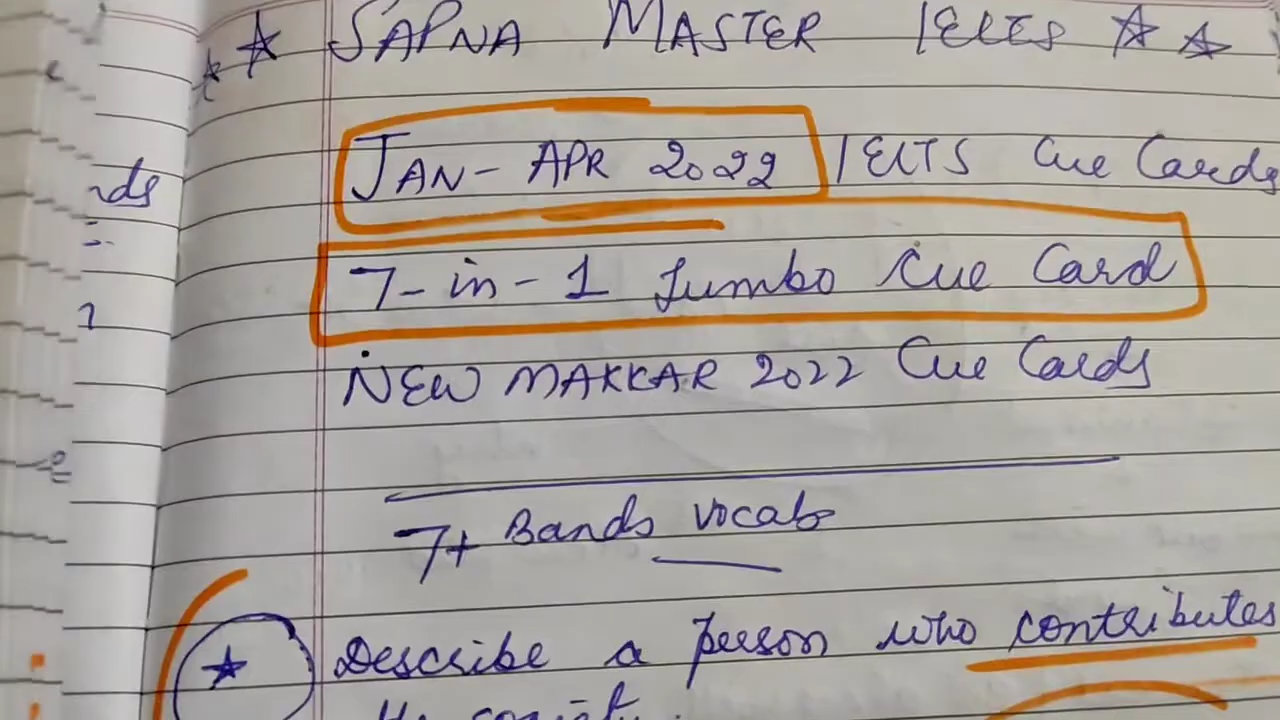 SAPNA MASTER IELTS
JAN-APR 2022 IELTS Cue Cards
7-in-1 Jumbo Cue Card
NEW MAKKAR 2022 Cue Cards
7+ Bands vocab
Describe a person who contributes